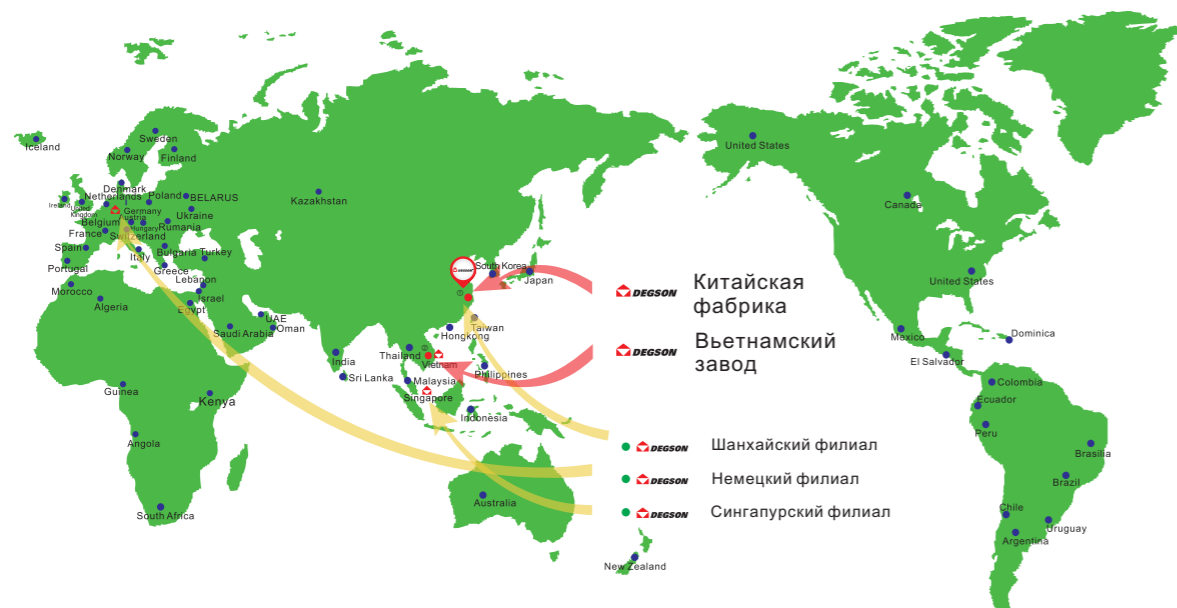 Iceland
Sweden
Norway
Finland
Denmark
Ireland
United
Kingdom
Netherlands
Poland
BELARUS
Germany
Ukraine
Belgium
Austria
Hungary
Rumania
France
Switzerland
Spain
Italy
Bulgaria
Turkey
Portugal
Greece
Lebanon
Morocco
Israel
Algeria
Egypt
UAE
Saudi Arabia
Oman
Kazakhstan
DEGSON
South Korea
Japan
Taiwan
Hongkong
India
Thailand
Vietnam
Sri Lanka
Malaysia
Philippines
Singapore
Indonesia
Guinea
Kenya
Angola
South Africa
Australia
New Zealand
DEGSON
Китайская
фабрика
DEGSON
Вьетнамский
завод
DEGSON Шанхайский филиал
DEGSON Немецкий филиал
DEGSON Сингапурский филиал
United States
Canada
United States
Mexico
Dominica
El Salvador
Colombia
Ecuador
Peru
Brasilia
Brazil
Chile
Uruguay
Argentina